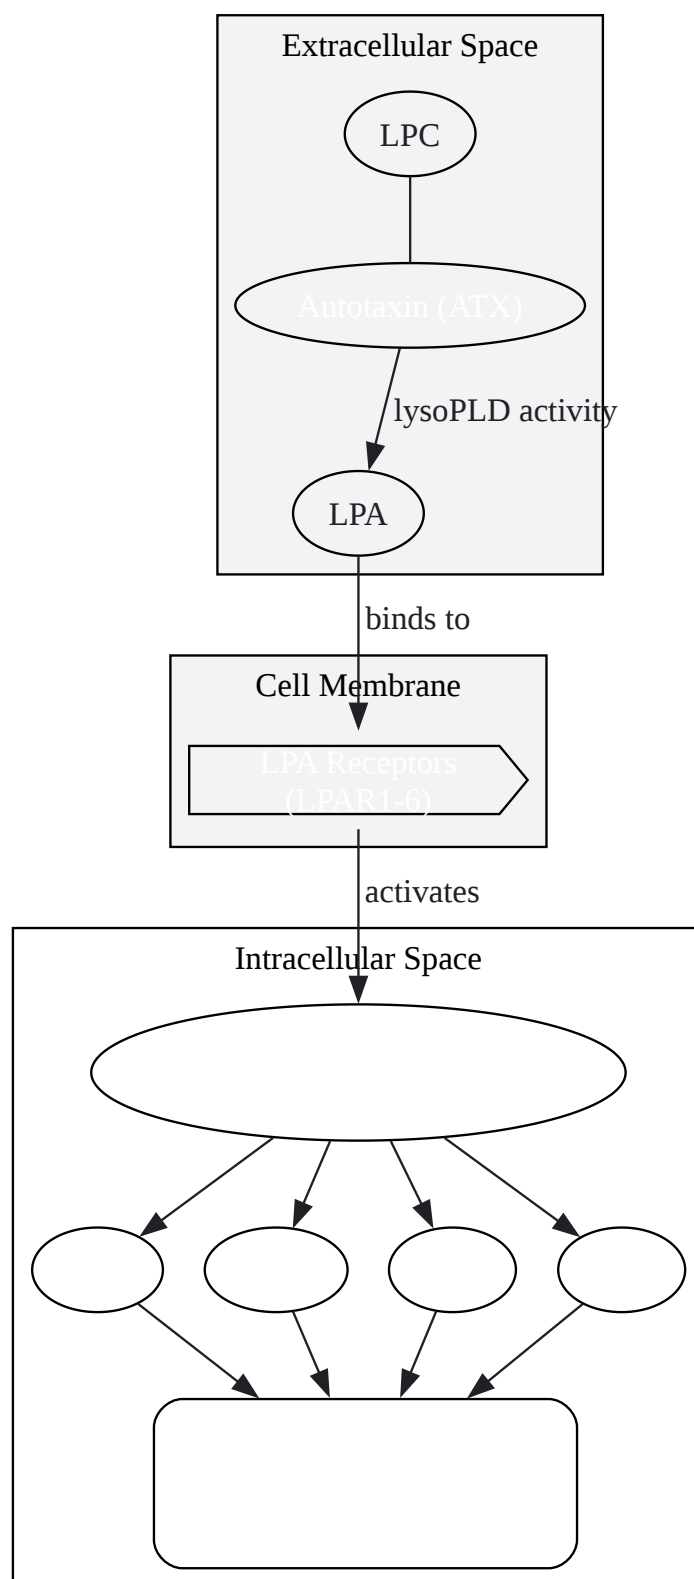 Extracellular Space
LPC
Autotaxin (ATX)
lysoPLD activity
LPA
binds to
Cell Membrane
LPA Receptors
(LPAR1-6)
activates
Intracellular Space